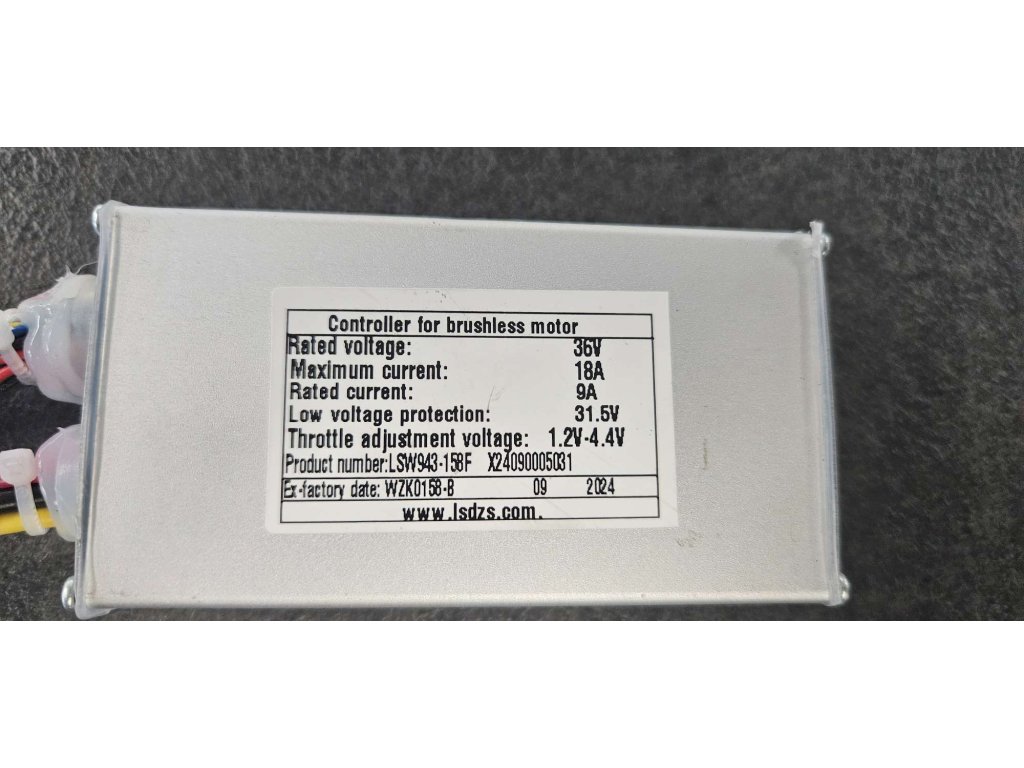 Controller for brushless motor
Rated voltage: 36V
Maximum current: 18A
Rated current: 9A
Low voltage protection: 31.5V
Throttle adjustment voltage: 1.2V-4.4V
Product number:LSW943-158F X24090005031
Ex-factory date: WZK0158-B 09 2024
www.lsdzs.com.